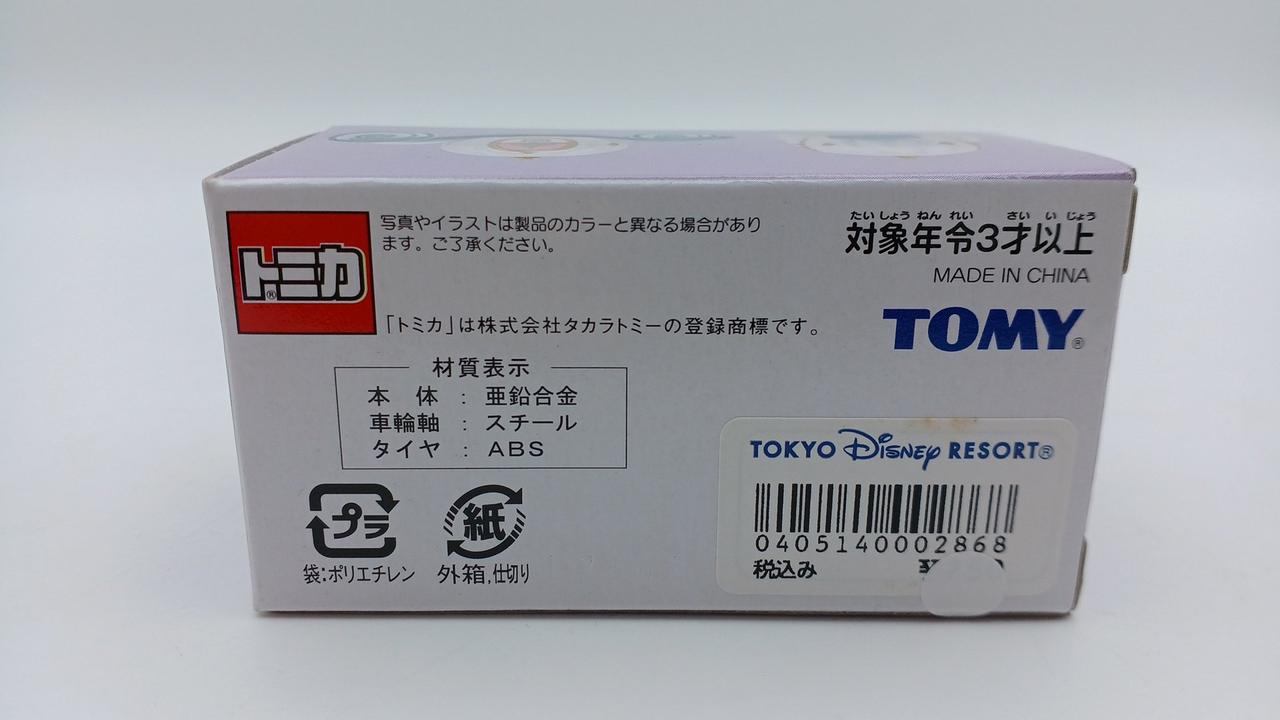 トミカ®
写真やイラストは製品のカラーと異なる場合があり
ます。ご了承ください。
「トミカ」は株式会社タカラトミーの登録商標です。
たいしょうねんれい さいいじょう
対象年令3才以上
MADE IN CHINA
TOMY®
材質表示
本 体 : 亜鉛合金
車輪軸 : スチール
タイヤ : ABS
プラ
袋:ポリエチレン
紙
外箱,仕切り
TOKYO Disney RESORT®
0405140002868
税込み